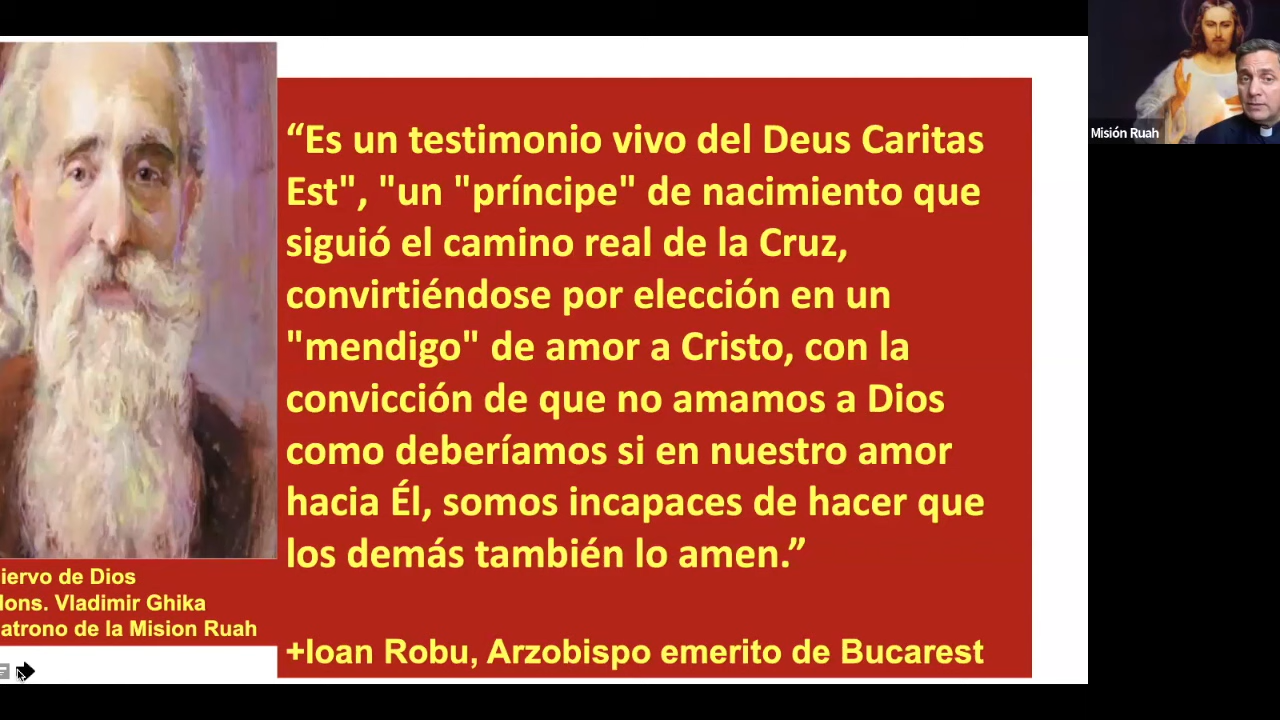 “Es un testimonio vivo del Deus Caritas
Est", "un "príncipe" de nacimiento que
siguió el camino real de la Cruz,
convirtiéndose por elección en un
"mendigo" de amor a Cristo, con la
convicción de que no amamos a Dios
como deberíamos si en nuestro amor
hacia Él, somos incapaces de hacer que
los demás también lo amen.”
+Ioan Robu, Arzobispo emerito de Bucarest
iervo de Dios
ons. Vladimir Ghika
atrono de la Mision Ruah
Misión Ruah